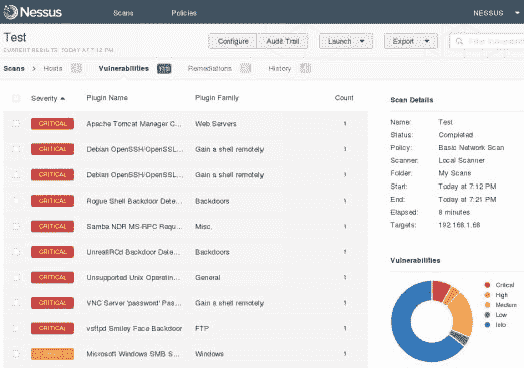 Nessus Scans Policies NESSUS
Test
CURRENT RESULTS: TODAY AT 7:12 PM
Configure Audit Trail Launch Export
Scans > Hosts Vulnerabilities 115 Remediations History
Severity Plugin Name Plugin Family Count
CRITICAL Apache Tomcat Manager C... Web Servers 1
CRITICAL Debian OpenSSH/OpenSSL... Gain a shell remotely 1
CRITICAL Debian OpenSSH/OpenSSL... Gain a shell remotely 1
CRITICAL Rogue Shell Backdoor Dete... Backdoors 1
CRITICAL Samba NDR MS-RPC Requ... Misc. 1
CRITICAL UnrealIRCd Backdoor Dete... Backdoors 1
CRITICAL Unsupported Unix Operatin... General 1
CRITICAL VNC Server 'password' Pas... Gain a shell remotely 1
CRITICAL vsftpd Smiley Face Backdoor FTP 1
Microsoft Windows SMB S... Windows 1
Scan Details
Name: Test
Status: Completed
Policy: Basic Network Scan
Scanner: Local Scanner
Folder: My Scans
Start: Today at 7:12 PM
End: Today at 7:21 PM
Elapsed: 8 minutes
Targets: 192.168.1.68
Vulnerabilities
Critical
High
Medium
Low
Info